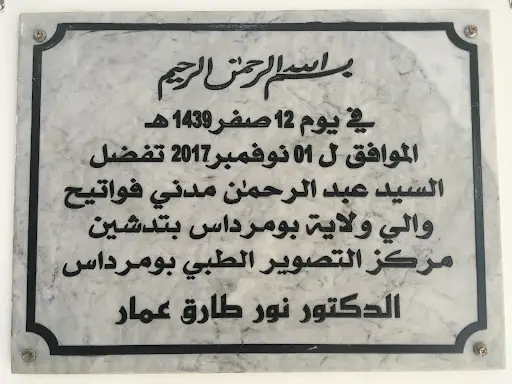 بسم الله الرحمن الرحيم
في يوم 12 صفر 1439 هـ
الموافق ل 01 نوفمبر 2017 تفضل
السيد عبد الرحمٰن مدني فواتيح
والي ولاية بومرداس بتدشين
مركز التصوير الطبي بومرداس
الدكتور نور طارق عمار